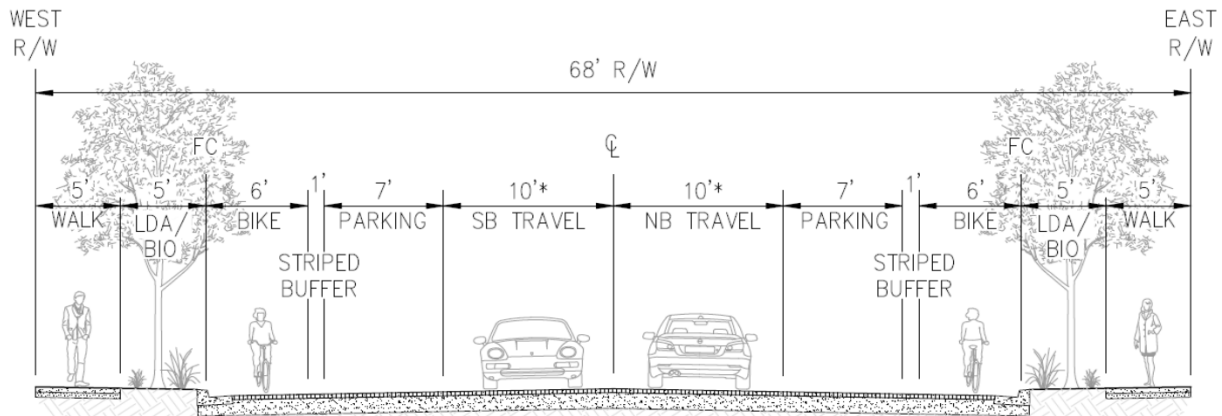 WEST
R/W
EAST
R/W
68' R/W
FC
℄
FC
5'
5'
6'
1'
7'
10'*
10'*
7'
1'
6'
5'
5'
WALK
LDA/
BIO
BIKE
PARKING
SB TRAVEL
NB TRAVEL
PARKING
BIKE
LDA/
BIO
WALK
STRIPED
BUFFER
STRIPED
BUFFER